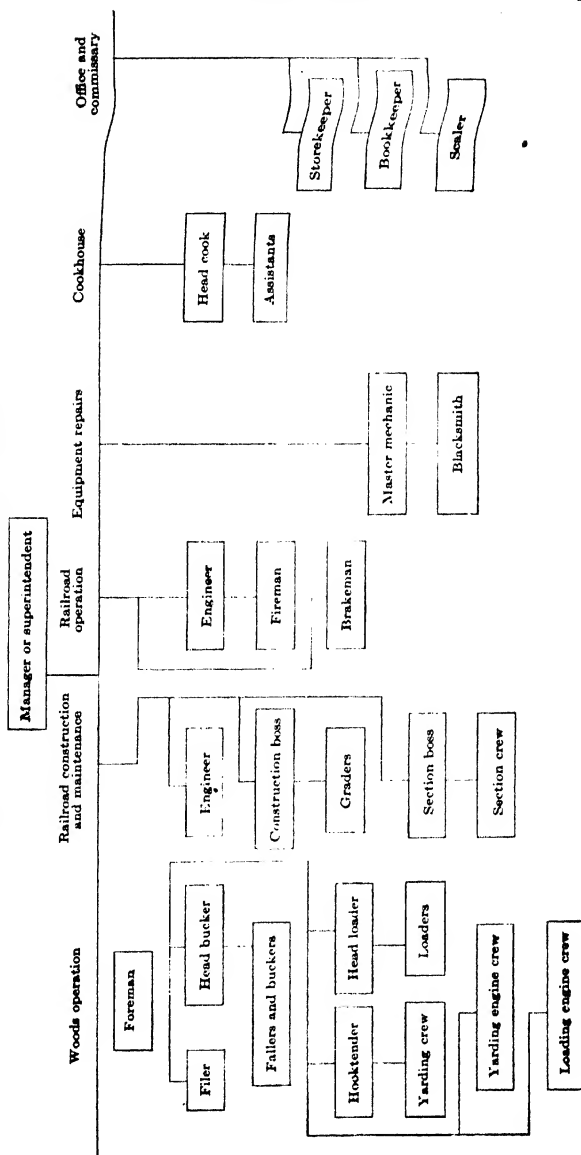 Manager or superintendent
Woods operation
Foreman
Filer
Head bucker
Fallers and buckers
Hooktender
Head loader
Yarding crew
Loaders
Yarding engine crew
Loading engine crew
Railroad construction
and maintenance
Engineer
Construction boss
Graders
Section boss
Section crew
Railroad
operation
Engineer
Fireman
Brakeman
Equipment repairs
Master mechanic
Blacksmith
Cookhouse
Head cook
Assistants
Office and
commissary
Storekeeper
Bookkeeper
Scaler